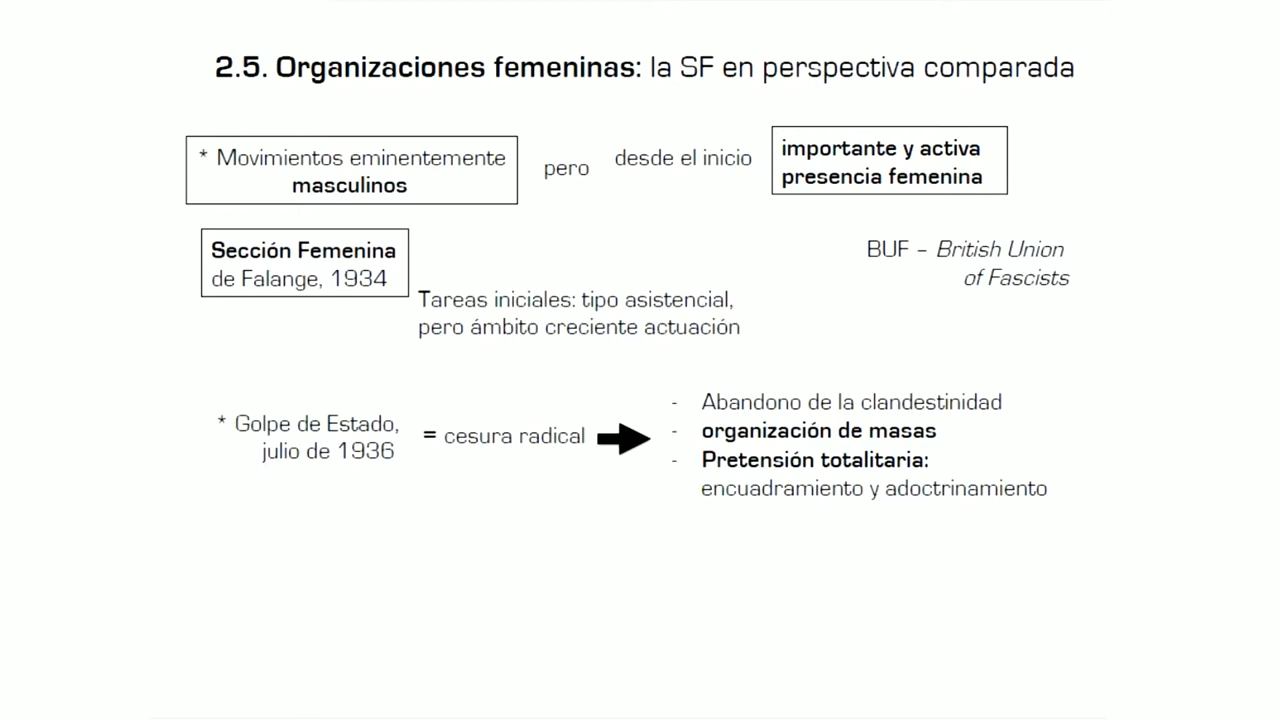 2.5. Organizaciones femeninas: la SF en perspectiva comparada
* Movimientos eminentemente
masculinos
pero
desde el inicio
importante y activa
presencia femenina
Sección Femenina
de Falange, 1934
Tareas iniciales: tipo asistencial,
pero ámbito creciente actuación
BUF – British Union
of Fascists
* Golpe de Estado,
julio de 1936
= cesura radical
- Abandono de la clandestinidad
- organización de masas
- Pretensión totalitaria:
encuadramiento y adoctrinamiento